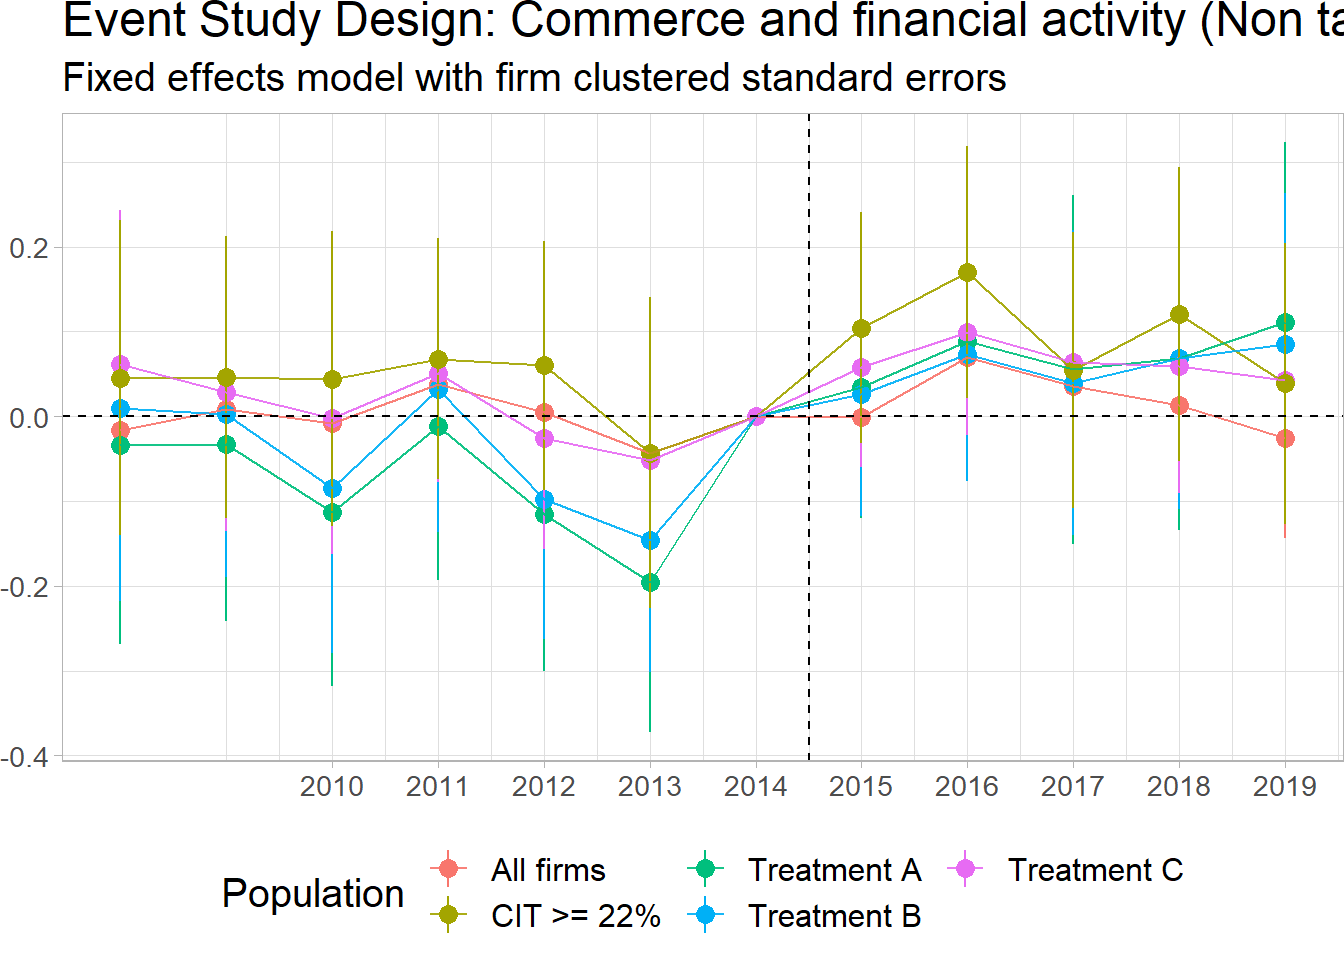 Event Study Design: Commerce and financial activity (Non ta
Fixed effects model with firm clustered standard errors
0.2
0.0
-0.2
-0.4
2010 2011 2012 2013 2014 2015 2016 2017 2018 2019
Population
All firms Treatment A Treatment C
CIT >= 22% Treatment B